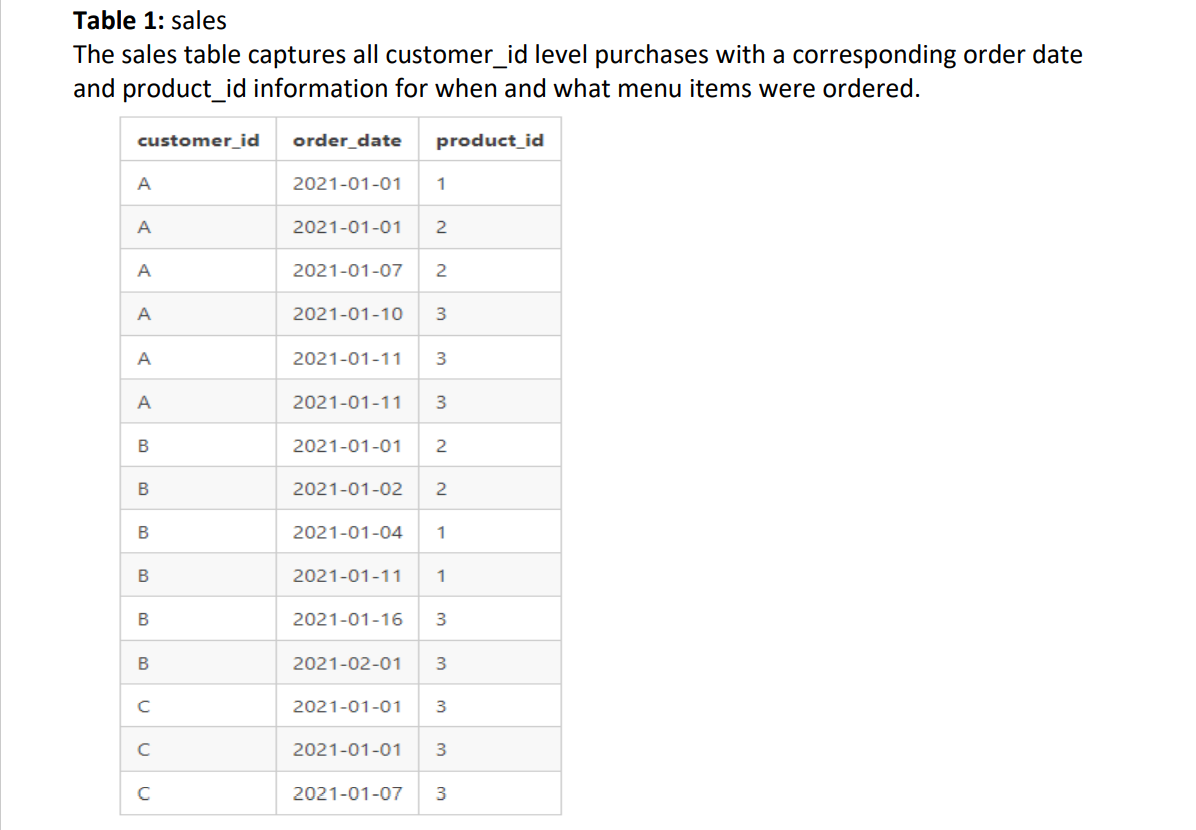 Table 1: sales
The sales table captures all customer_id level purchases with a corresponding order date
and product_id information for when and what menu items were ordered.
customer_id order_date product_id
A 2021-01-01 1
A 2021-01-01 2
A 2021-01-07 2
A 2021-01-10 3
A 2021-01-11 3
A 2021-01-11 3
B 2021-01-01 2
B 2021-01-02 2
B 2021-01-04 1
B 2021-01-11 1
B 2021-01-16 3
B 2021-02-01 3
C 2021-01-01 3
C 2021-01-01 3
C 2021-01-07 3